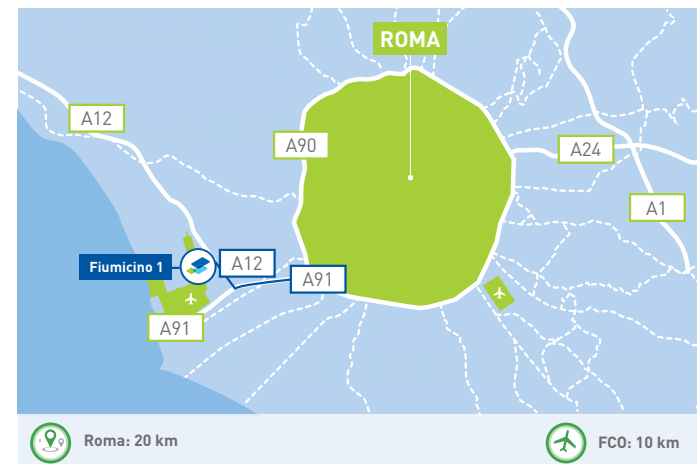 ROMA
A12
A90
A24
A1
Fiumicino 1
A12
A91
A91
Roma: 20 km
FCO: 10 km